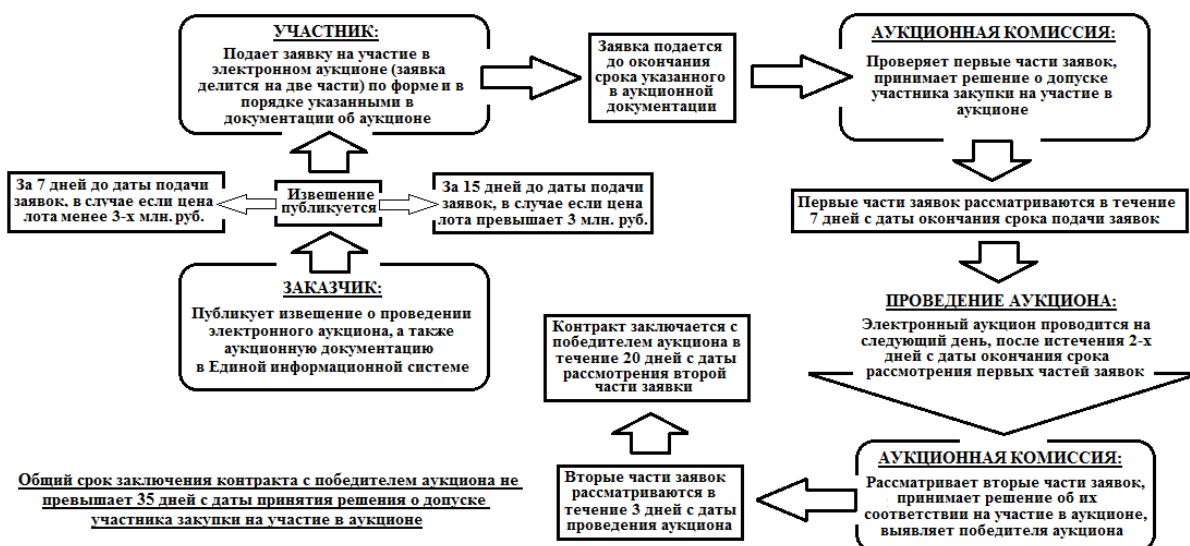 УЧАСТНИК:
Подает заявку на участие в
электронном аукционе (заявка
делится на две части) по форме и в
порядке указанными в
документации об аукционе
Заявка подается
до окончания
срока указанного
в аукционной
документации
АУКЦИОННАЯ КОМИССИЯ:
Проверяет первые части заявок,
принимает решение о допуске
участника закупки на участие в
аукционе
За 7 дней до даты подачи
заявок, в случае если цена
лота менее 3-х млн. руб.
Извешение
публикуется
За 15 дней до даты подачи
заявок, в случае если цена
лота превышает 3 млн. руб.
Первые части заявок рассматриваются в течение
7 дней с даты окончания срока подачи заявок
ЗАКАЗЧИК:
Публикует извещение о проведении
электронного аукциона, а также
аукционную документацию
в Единой информационной системе
ПРОВЕДЕНИЕ АУКЦИОНА:
Электронный аукцион проводится на
следующий день, после истечения 2-х
дней с даты окончания срока
рассмотрения первых частей заявок
Контракт заключается с
победителем аукциона в
течение 20 дней с даты
рассмотрения второй
части заявки
АУКЦИОННАЯ КОМИССИЯ:
Рассматривает вторые части заявок,
принимает решение об их
соответствии на участие в аукционе,
выявляет победителя аукциона
Вторые части заявок
рассматриваются в
течение 3 дней с даты
проведения аукциона
Общий срок заключения контракта с победителем аукциона не
превышает 35 дней с даты принятия решения о допуске
участника закупки на участие в аукционе